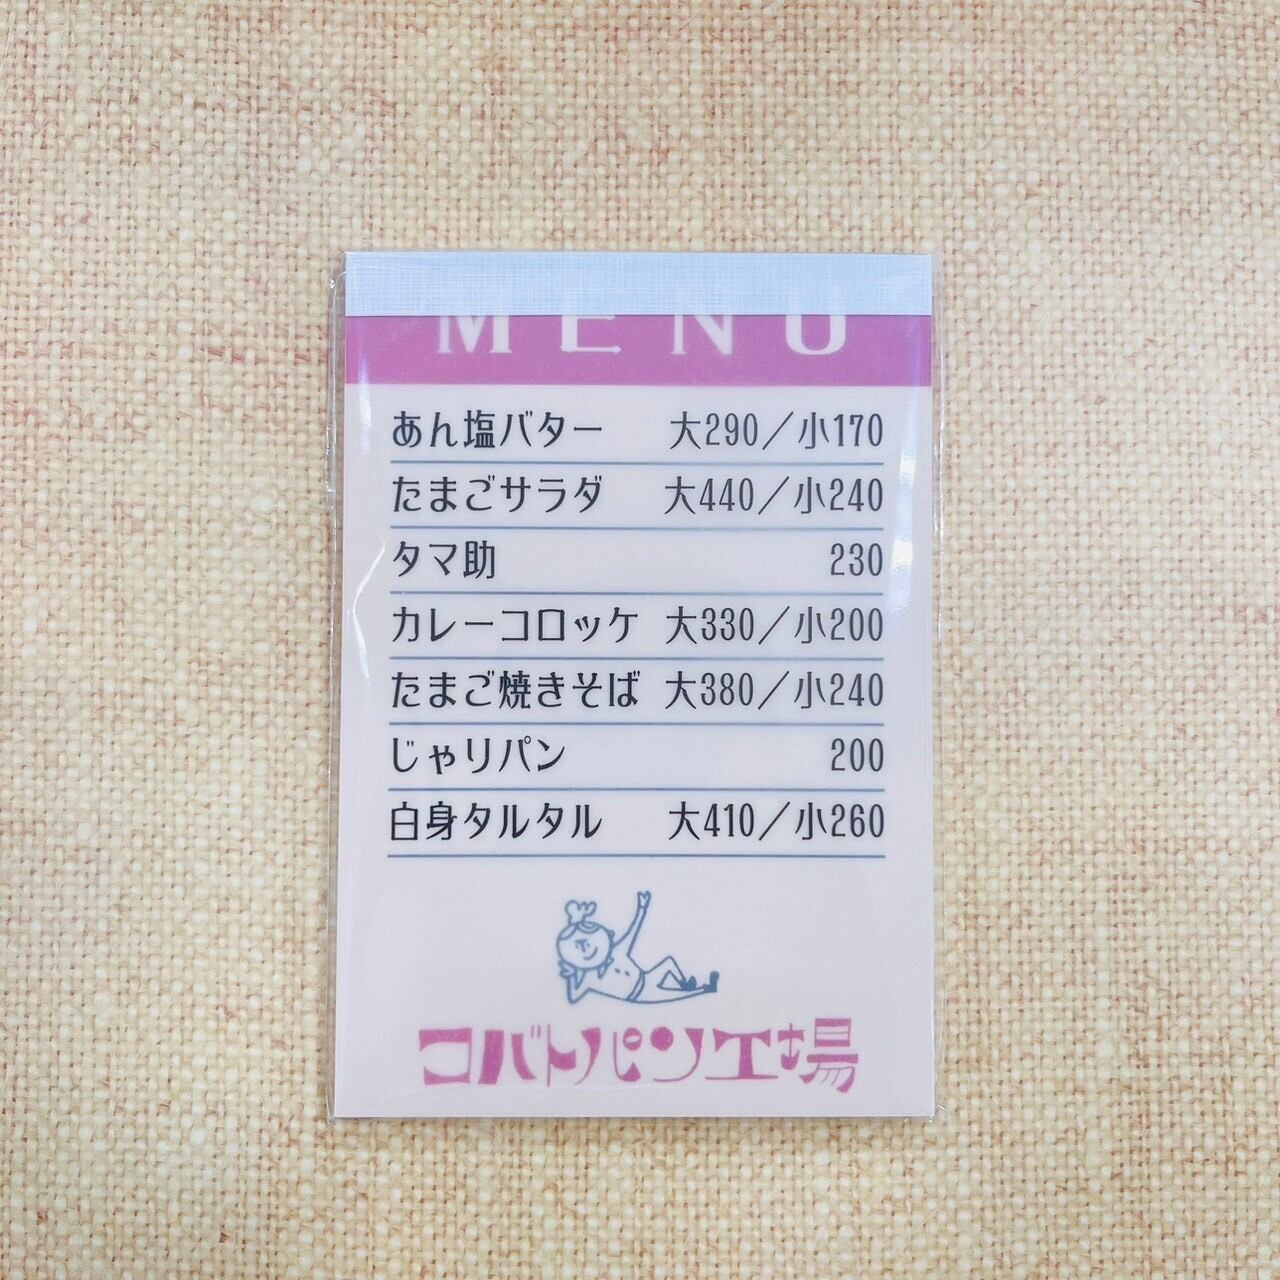 MENU
あん塩バター 大290／小170
たまごサラダ 大440／小240
タマ助 230
カレーコロッケ 大330／小200
たまご焼きそば 大380／小240
じゃりパン 200
白身タルタル 大410／小260
コバトパン工場